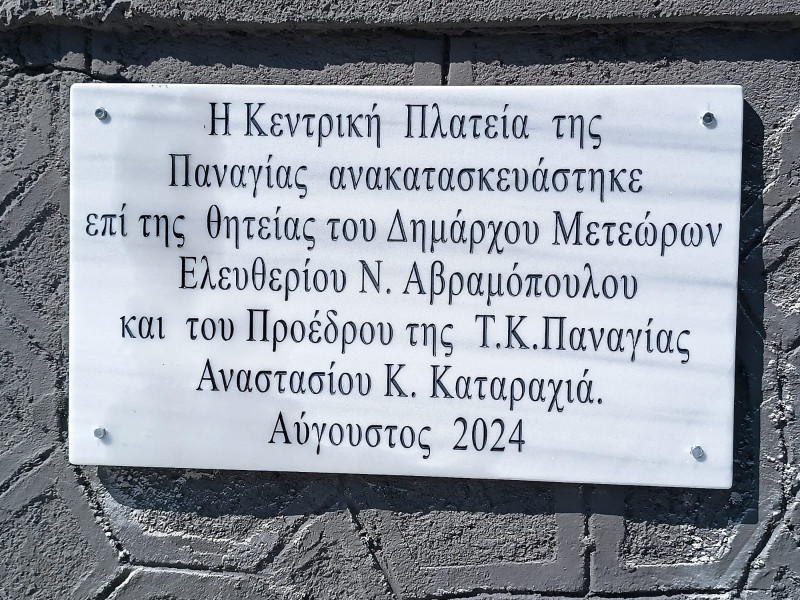 Η Κεντρική Πλατεία της
Παναγίας ανακατασκευάστηκε
επί της θητείας του Δημάρχου Μετεώρων
Ελευθερίου Ν. Αβραμόπουλου
και του Προέδρου της Τ.Κ.Παναγίας
Αναστασίου Κ. Καταραχιά.
Αύγουστος 2024